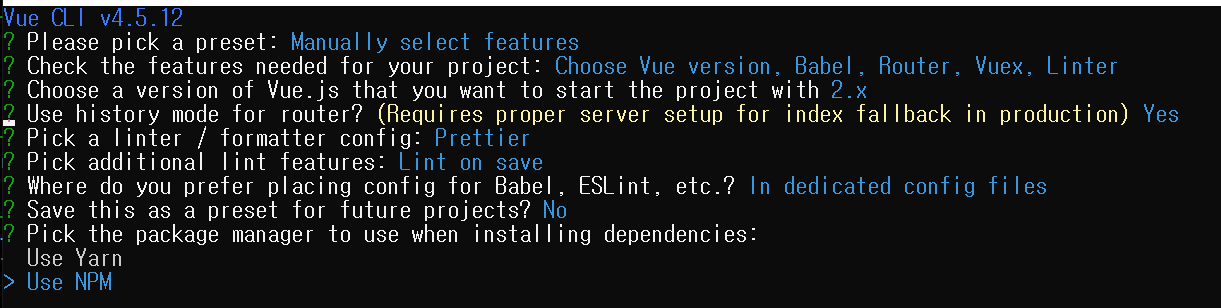 Vue CLI v4.5.12
? Please pick a preset: Manually select features
? Check the features needed for your project: Choose Vue version, Babel, Router, Vuex, Linter
? Choose a version of Vue.js that you want to start the project with 2.x
? Use history mode for router? (Requires proper server setup for index fallback in production) Yes
? Pick a linter / formatter config: Prettier
? Pick additional lint features: Lint on save
? Where do you prefer placing config for Babel, ESLint, etc.? In dedicated config files
? Save this as a preset for future projects? No
? Pick the package manager to use when installing dependencies:
Use Yarn
> Use NPM